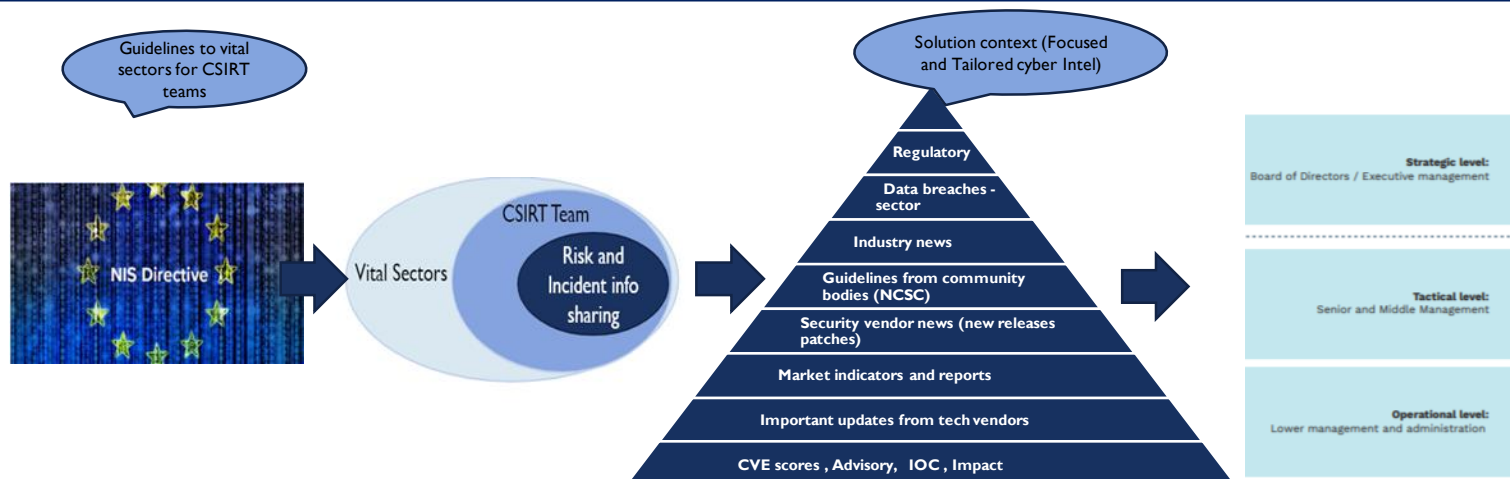 Guidelines to vital
sectors for CSIRT
teams
Solution context (Focused
and Tailored cyber Intel)
NIS Directive
Vital Sectors
CSIRT Team
Risk and
Incident info
sharing
Regulatory
Data breaches -
sector
Industry news
Guidelines from community
bodies (NCSC)
Security vendor news (new releases
patches)
Market indicators and reports
Important updates from tech vendors
CVE scores , Advisory, IOC , Impact
Strategic level:
Board of Directors / Executive management
Tactical level:
Senior and Middle Management
Operational level:
Lower management and administration